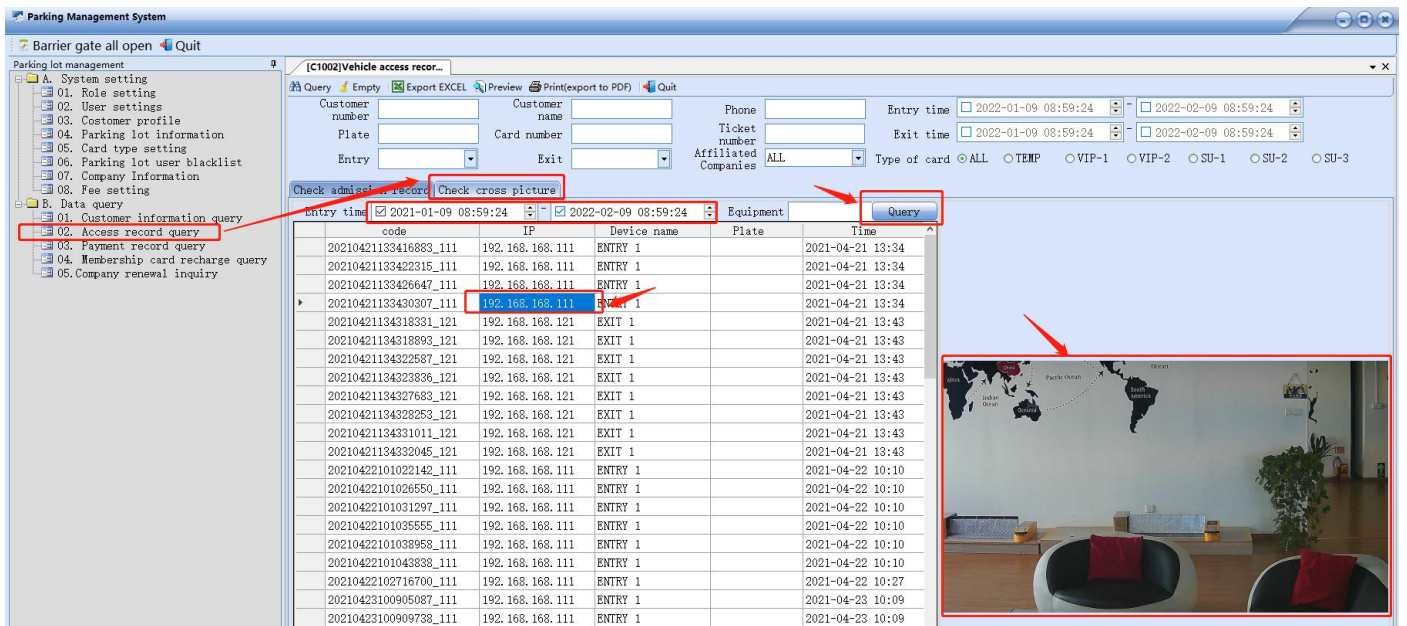 Parking Management System
Barrier gate all open Quit
Parking lot management
A. System setting
01. Role setting
02. User settings
03. Costomer profile
04. Parking lot information
05. Card type setting
06. Parking lot user blacklist
07. Company Information
08. Fee setting
B. Data query
01. Customer information query
02. Access record query
03. Payment record query
04. Membership card recharge query
05.Company renewal inquiry
[C1002]Vehicle access recor...
Query Empty Export EXCEL Preview Print(export to PDF) Quit
Customer number Customer name Phone Entry time 2022-01-09 08:59:24 - 2022-02-09 08:59:24
Plate Card number Ticket number Exit time 2022-01-09 08:59:24 - 2022-02-09 08:59:24
Entry Exit Affiliated Companies ALL Type of card ALL TEMP VIP-1 VIP-2 SU-1 SU-2 SU-3
Check admission record Check cross picture
Entry time 2021-01-09 08:59:24 - 2022-02-09 08:59:24 Equipment Query
code IP Device name Plate Time
20210421133416883_111 192.168.168.111 ENTRY 1 2021-04-21 13:34
20210421133422315_111 192.168.168.111 ENTRY 1 2021-04-21 13:34
20210421133426647_111 192.168.168.111 ENTRY 1 2021-04-21 13:34
20210421133430307_111 192.168.168.111 ENTRY 1 2021-04-21 13:34
20210421134318331_121 192.168.168.121 EXIT 1 2021-04-21 13:43
20210421134318893_121 192.168.168.121 EXIT 1 2021-04-21 13:43
20210421134322587_121 192.168.168.121 EXIT 1 2021-04-21 13:43
20210421134323836_121 192.168.168.121 EXIT 1 2021-04-21 13:43
20210421134327683_121 192.168.168.121 EXIT 1 2021-04-21 13:43
20210421134328253_121 192.168.168.121 EXIT 1 2021-04-21 13:43
20210421134331011_121 192.168.168.121 EXIT 1 2021-04-21 13:43
20210421134332045_121 192.168.168.121 EXIT 1 2021-04-21 13:43
20210422101022142_111 192.168.168.111 ENTRY 1 2021-04-22 10:10
20210422101026550_111 192.168.168.111 ENTRY 1 2021-04-22 10:10
20210422101031297_111 192.168.168.111 ENTRY 1 2021-04-22 10:10
20210422101035555_111 192.168.168.111 ENTRY 1 2021-04-22 10:10
20210422101038958_111 192.168.168.111 ENTRY 1 2021-04-22 10:10
20210422101043838_111 192.168.168.111 ENTRY 1 2021-04-22 10:10
20210422102716700_111 192.168.168.111 ENTRY 1 2021-04-22 10:27
20210423100905087_111 192.168.168.111 ENTRY 1 2021-04-23 10:09
20210423100909738_111 192.168.168.111 ENTRY 1 2021-04-23 10:09
Africa
China
Pacific Ocean
Ocean
Indian Ocean
Oceania
South America